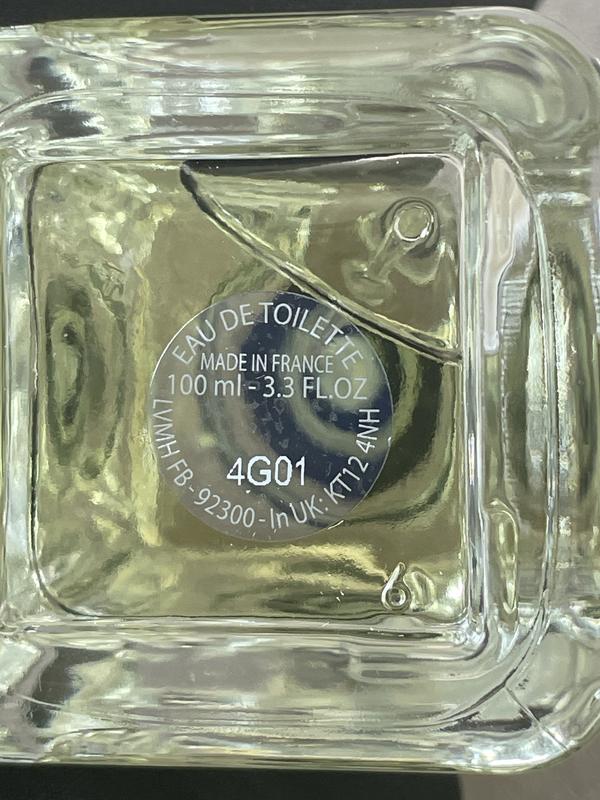 EAU DE TOILETTE
MADE IN FRANCE
100 ml - 3.3 FL.OZ
4G01
LVMH FB - 92300 - In UK: KT12 4NH
6